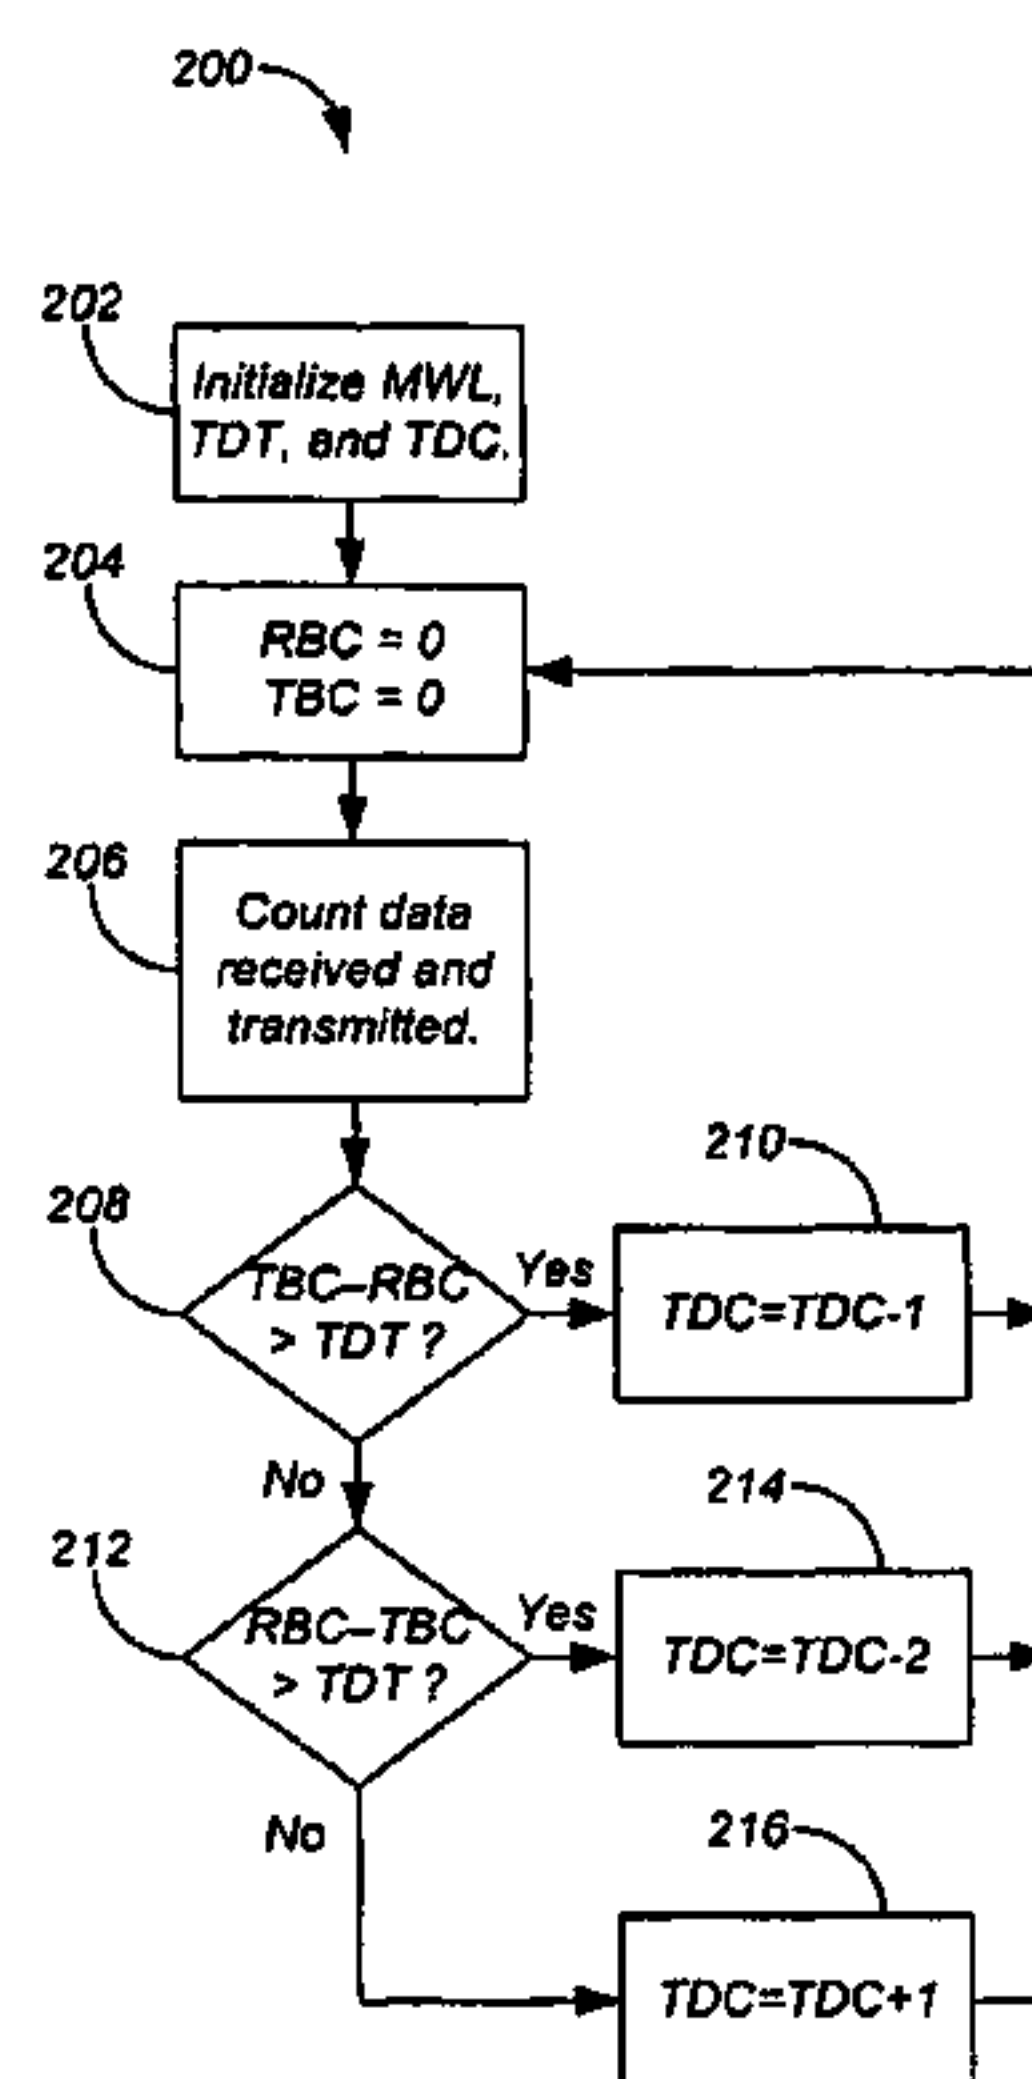 200
202
Initialize MWL,
TDT, and TDC.
204
RBC = 0
TBC = 0
206
Count data
received and
transmitted.
208
TBC–RBC
> TDT ?
Yes
210
TDC=TDC-1
No
212
RBC–TBC
> TDT ?
Yes
214
TDC=TDC-2
No
216
TDC=TDC+1